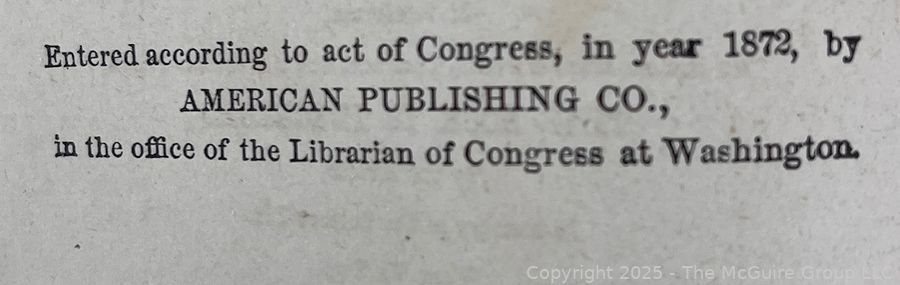 Entered according to act of Congress, in year 1872, by
AMERICAN PUBLISHING CO.,
in the office of the Librarian of Congress at Washington.
Copyright 2025 - The McGuire Group LLC